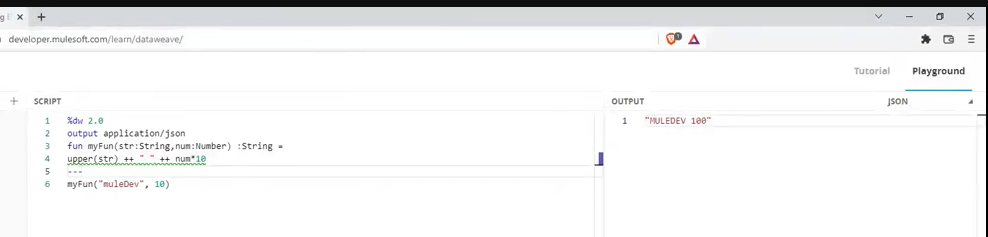 g E × +
developer.mulesoft.com/learn/dataweave/
1
Tutorial Playground
+ SCRIPT
1 %dw 2.0
2 output application/json
3 fun myFun(str:String,num:Number) :String =
4 upper(str) ++ " " ++ num*10
5 ---
6 myFun("muleDev", 10)
OUTPUT JSON
1 "MULEDEV 100"